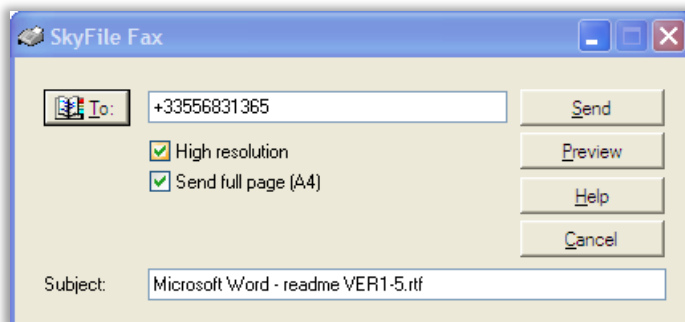 SkyFile Fax
To: +33556831365 Send
High resolution Preview
Send full page (A4)
Help
Cancel
Subject: Microsoft Word - readme VER1-5.rtf